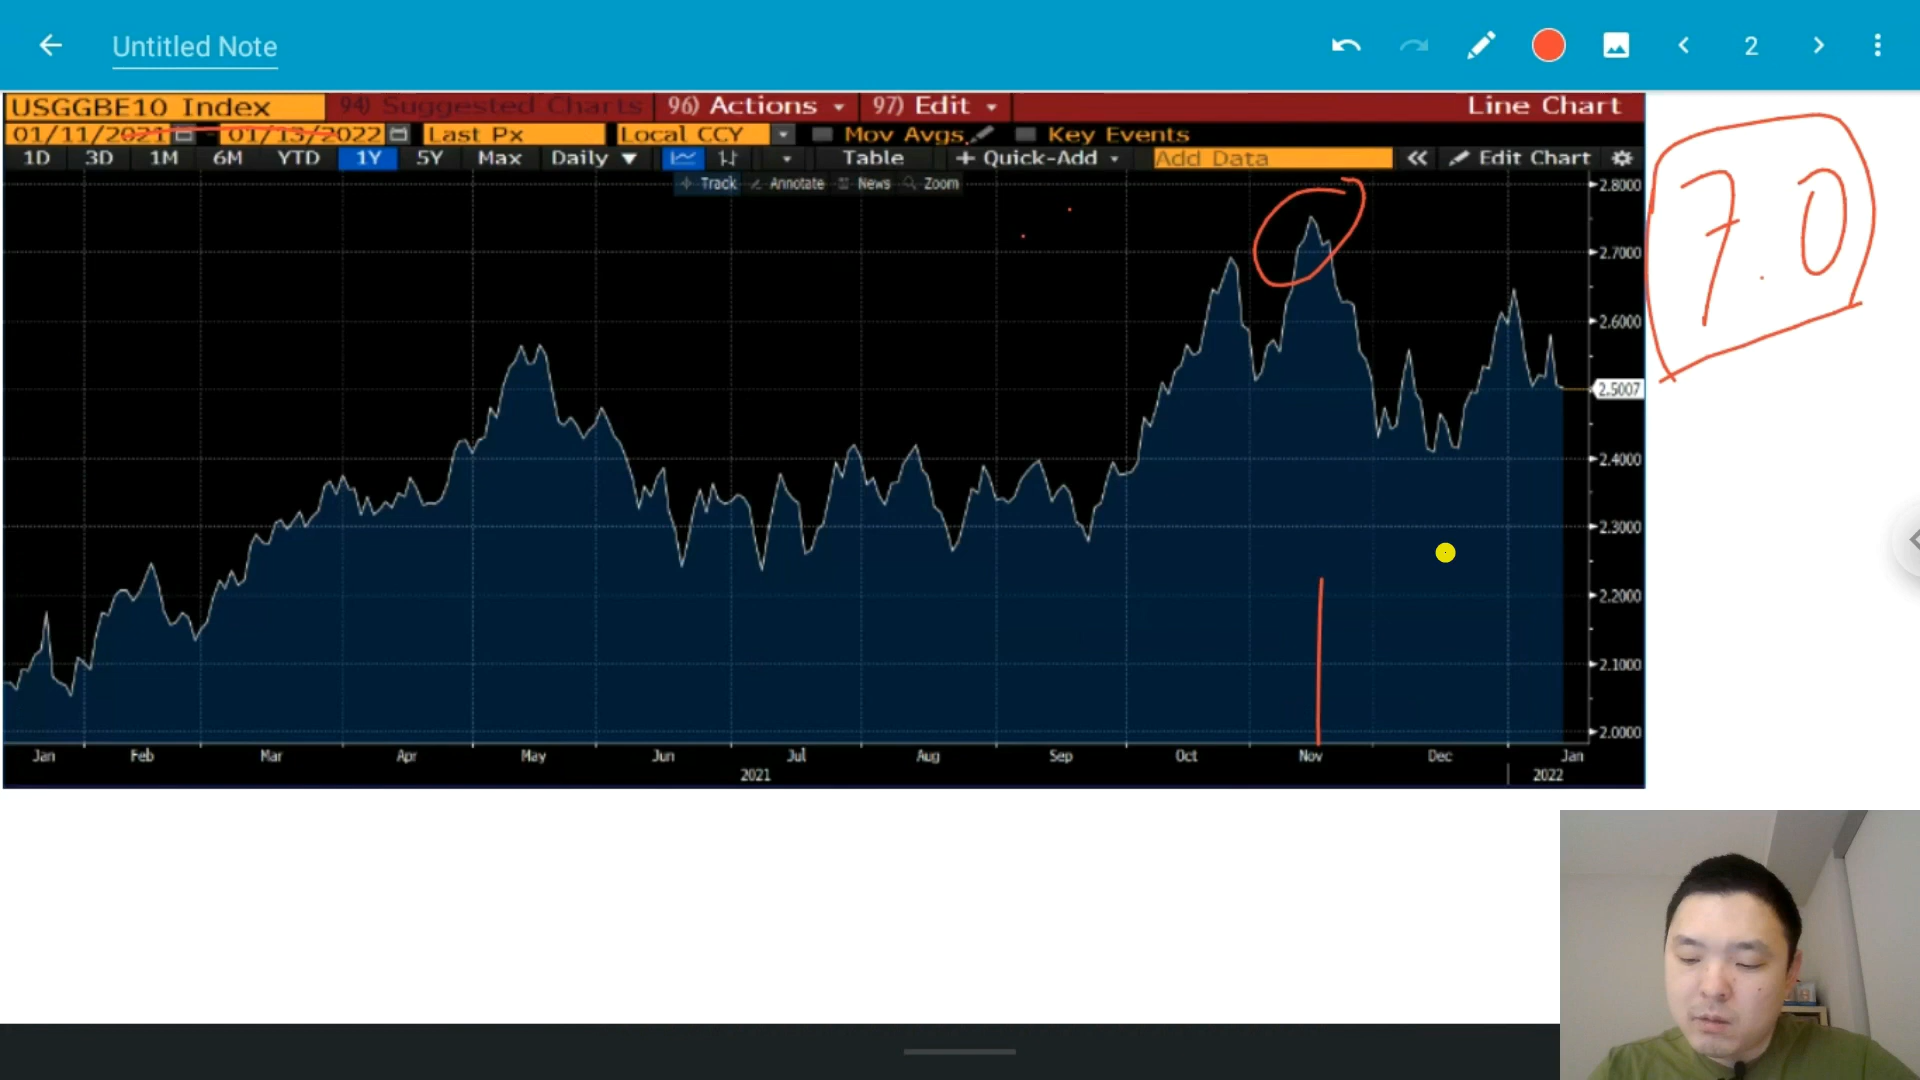 Untitled Note
2
USGGBE10 Index 94) Suggested Charts 96) Actions 97) Edit Line Chart
01/11/2021 - 01/13/2022 Last Px Local CCY Mov Avgs. Key Events
1D 3D 1M 6M YTD 1Y 5Y Max Daily Table + Quick-Add Add Data Edit Chart
Track Annotate News Zoom
2.8000
2.7000
2.6000
2.5007
2.4000
2.3000
2.2000
2.1000
2.0000
Jan Feb Mar Apr May Jun Jul Aug Sep Oct Nov Dec Jan
2021 2022
7.0